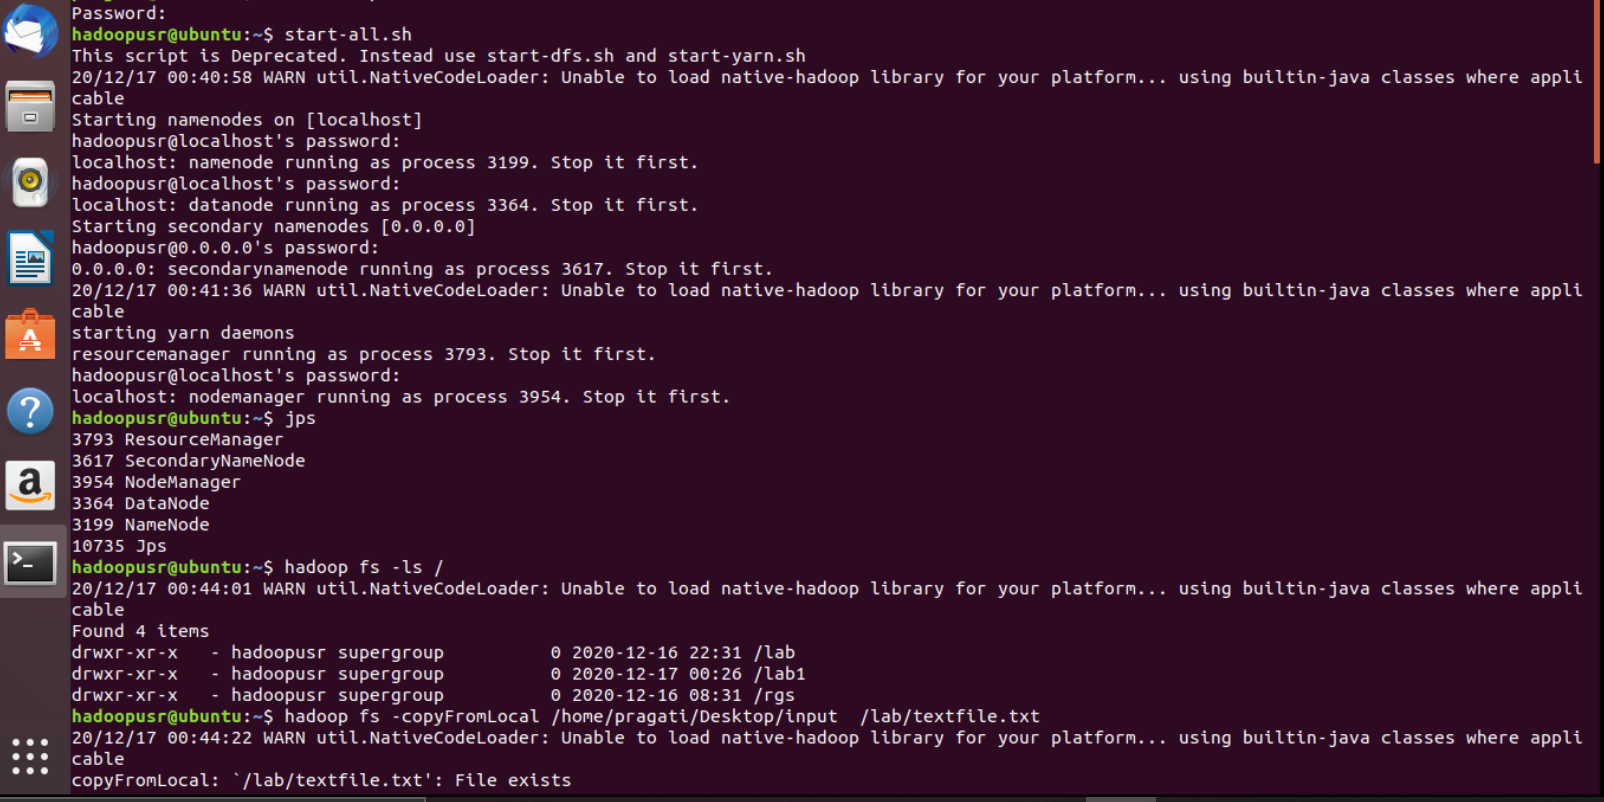 Password:
hadoopusr@ubuntu:~$ start-all.sh
This script is Deprecated. Instead use start-dfs.sh and start-yarn.sh
20/12/17 00:40:58 WARN util.NativeCodeLoader: Unable to load native-hadoop library for your platform... using builtin-java classes where appli
cable
Starting namenodes on [localhost]
hadoopusr@localhost's password:
localhost: namenode running as process 3199. Stop it first.
hadoopusr@localhost's password:
localhost: datanode running as process 3364. Stop it first.
Starting secondary namenodes [0.0.0.0]
hadoopusr@0.0.0.0's password:
0.0.0.0: secondarynamenode running as process 3617. Stop it first.
20/12/17 00:41:36 WARN util.NativeCodeLoader: Unable to load native-hadoop library for your platform... using builtin-java classes where appli
cable
starting yarn daemons
resourcemanager running as process 3793. Stop it first.
hadoopusr@localhost's password:
localhost: nodemanager running as process 3954. Stop it first.
hadoopusr@ubuntu:~$ jps
3793 ResourceManager
3617 SecondaryNameNode
3954 NodeManager
3364 DataNode
3199 NameNode
10735 Jps
hadoopusr@ubuntu:~$ hadoop fs -ls /
20/12/17 00:44:01 WARN util.NativeCodeLoader: Unable to load native-hadoop library for your platform... using builtin-java classes where appli
cable
Found 4 items
drwxr-xr-x   - hadoopusr supergroup          0 2020-12-16 22:31 /lab
drwxr-xr-x   - hadoopusr supergroup          0 2020-12-17 00:26 /lab1
drwxr-xr-x   - hadoopusr supergroup          0 2020-12-16 08:31 /rgs
hadoopusr@ubuntu:~$ hadoop fs -copyFromLocal /home/pragati/Desktop/input  /lab/textfile.txt
20/12/17 00:44:22 WARN util.NativeCodeLoader: Unable to load native-hadoop library for your platform... using builtin-java classes where appli
cable
copyFromLocal: `/lab/textfile.txt': File exists